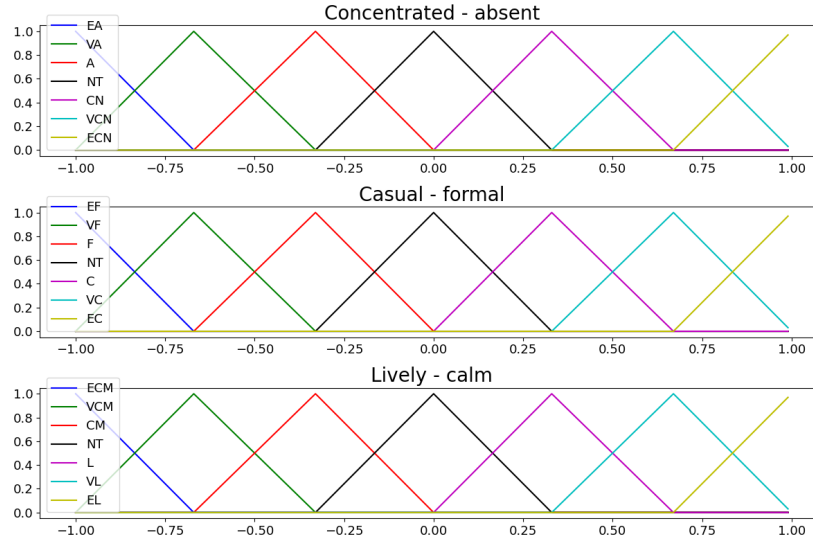 Concentrated - absent
1.0
0.8
0.6
0.4
0.2
0.0
EA
VA
A
NT
CN
VCN
ECN
−1.00 −0.75 −0.50 −0.25 0.00 0.25 0.50 0.75 1.00
Casual - formal
1.0
0.8
0.6
0.4
0.2
0.0
EF
VF
F
NT
C
VC
EC
−1.00 −0.75 −0.50 −0.25 0.00 0.25 0.50 0.75 1.00
Lively - calm
1.0
0.8
0.6
0.4
0.2
0.0
ECM
VCM
CM
NT
L
VL
EL
−1.00 −0.75 −0.50 −0.25 0.00 0.25 0.50 0.75 1.00